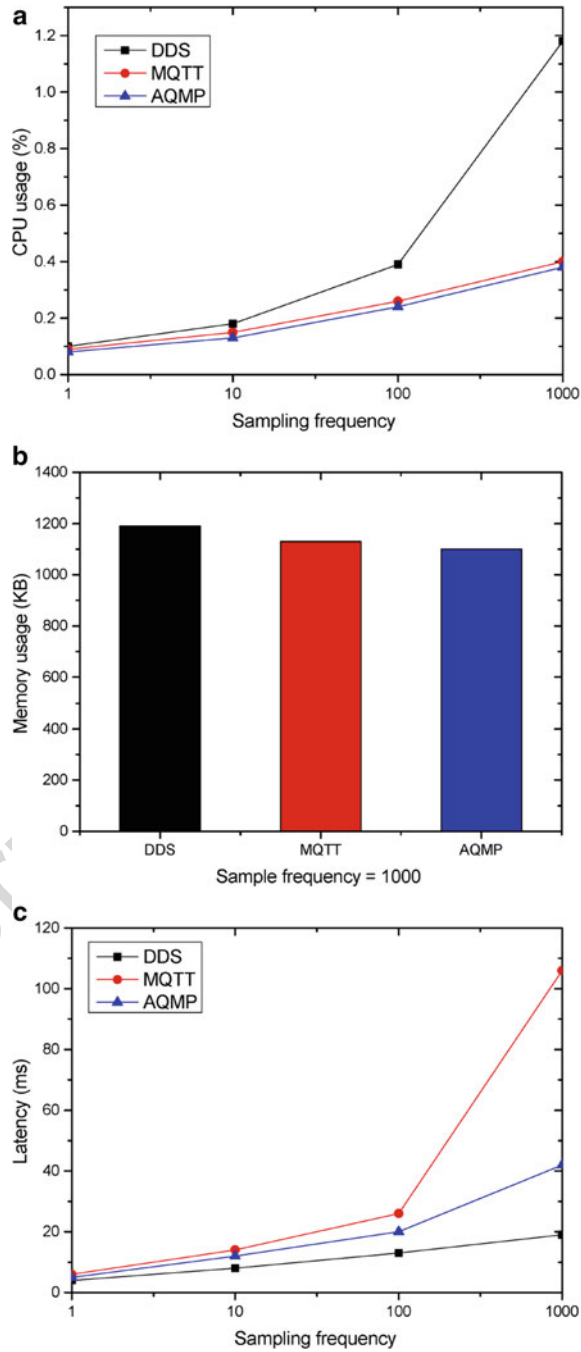 a
1.2
1.0
0.8
0.6
0.4
0.2
0.0
CPU usage (%)
DDS
MQTT
AQMP
1 10 100 1000
Sampling frequency
b
1400
1200
1000
800
600
400
200
0
Memory usage (KB)
DDS MQTT AQMP
Sample frequency = 1000
c
120
100
80
60
40
20
0
Latency (ms)
DDS
MQTT
AQMP
1 10 100 1000
Sampling frequency